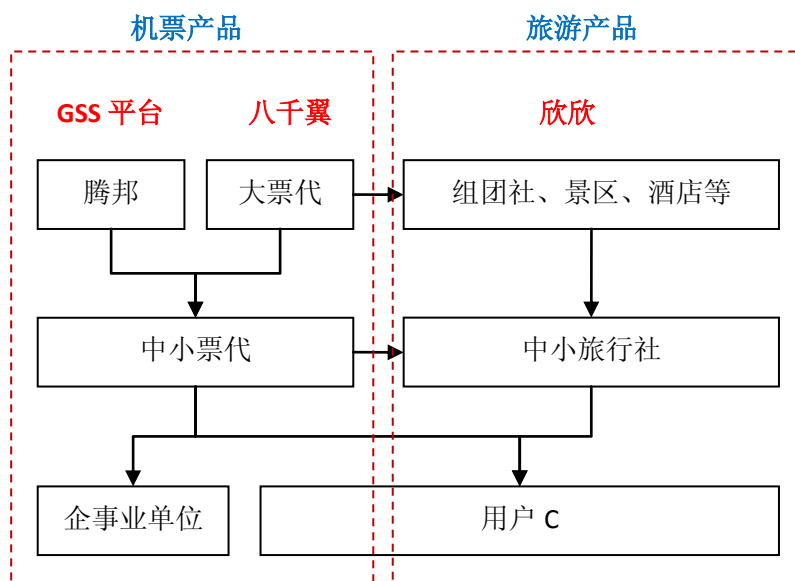 机票产品
旅游产品
GSS 平台
八千翼
欣欣
腾邦
大票代
组团社、景区、酒店等
中小票代
中小旅行社
企事业单位
用户 C